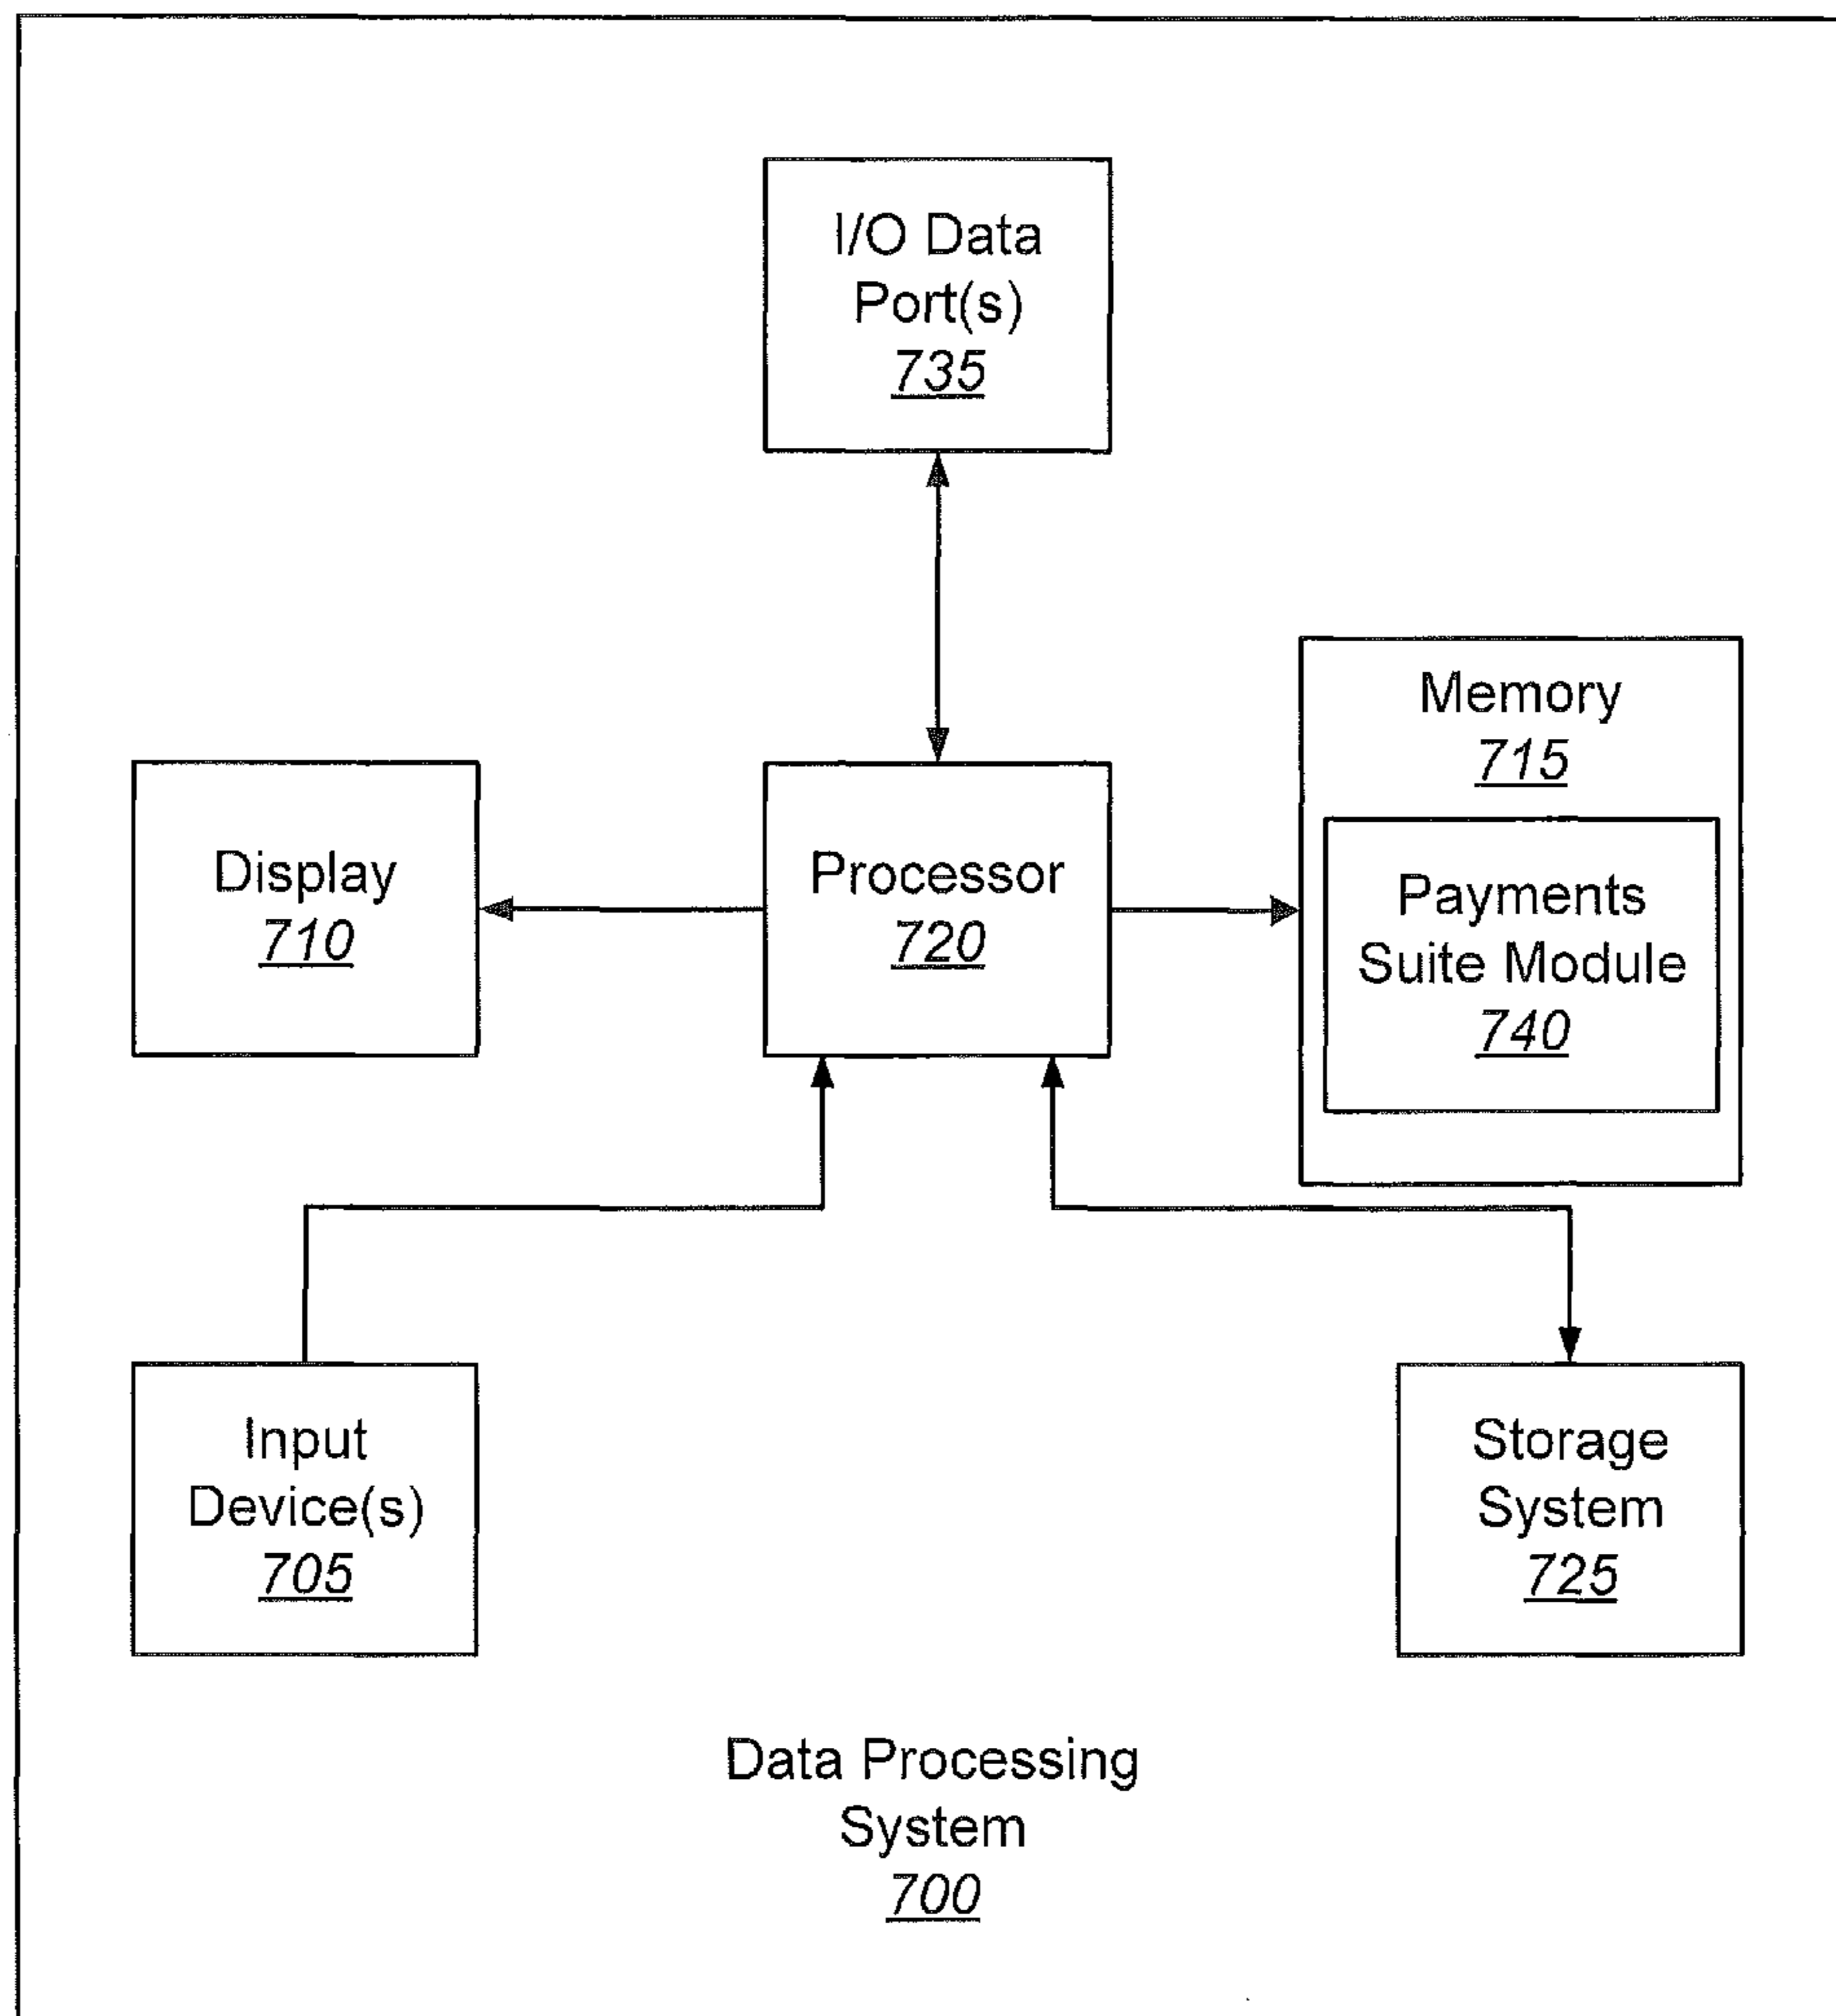 I/O Data
Port(s)
735
Memory
715
Display
710
Processor
720
Payments
Suite Module
740
Input
Device(s)
705
Storage
System
725
Data Processing
System
700